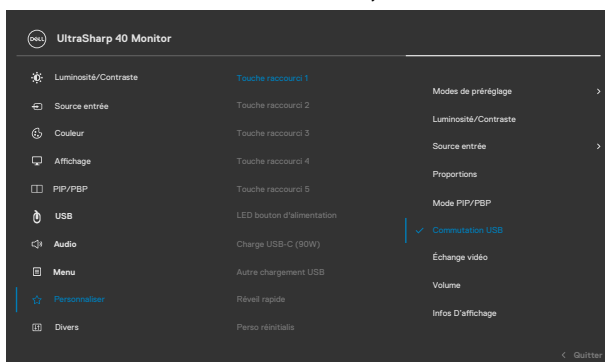 DELL
UltraSharp 40 Monitor
Luminosité/Contraste
Source entrée
Couleur
Affichage
PIP/PBP
USB
Audio
Menu
Personnaliser
Divers
Touche raccourci 1
Touche raccourci 2
Touche raccourci 3
Touche raccourci 4
Touche raccourci 5
LED bouton d'alimentation
Charge USB-C (90W)
Autre chargement USB
Réveil rapide
Perso réinitialis
Modes de préréglage
Luminosité/Contraste
Source entrée
Proportions
Mode PIP/PBP
Commutation USB
Échange vidéo
Volume
Infos D'affichage
Quitter